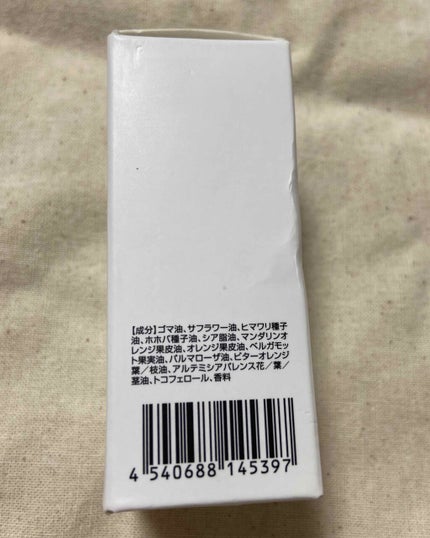 【成分】ゴマ油、サフラワー油、ヒマワリ種子
油、ホホバ種子油、シア脂油、マンダリンオ
レンジ果皮油、オレンジ果皮油、ベルガモッ
ト果実油、パルマローザ油、ビターオレンジ
葉／枝油、アルテミシアパレンス花／葉／
茎油、トコフェロール、香料
4 540688 145397